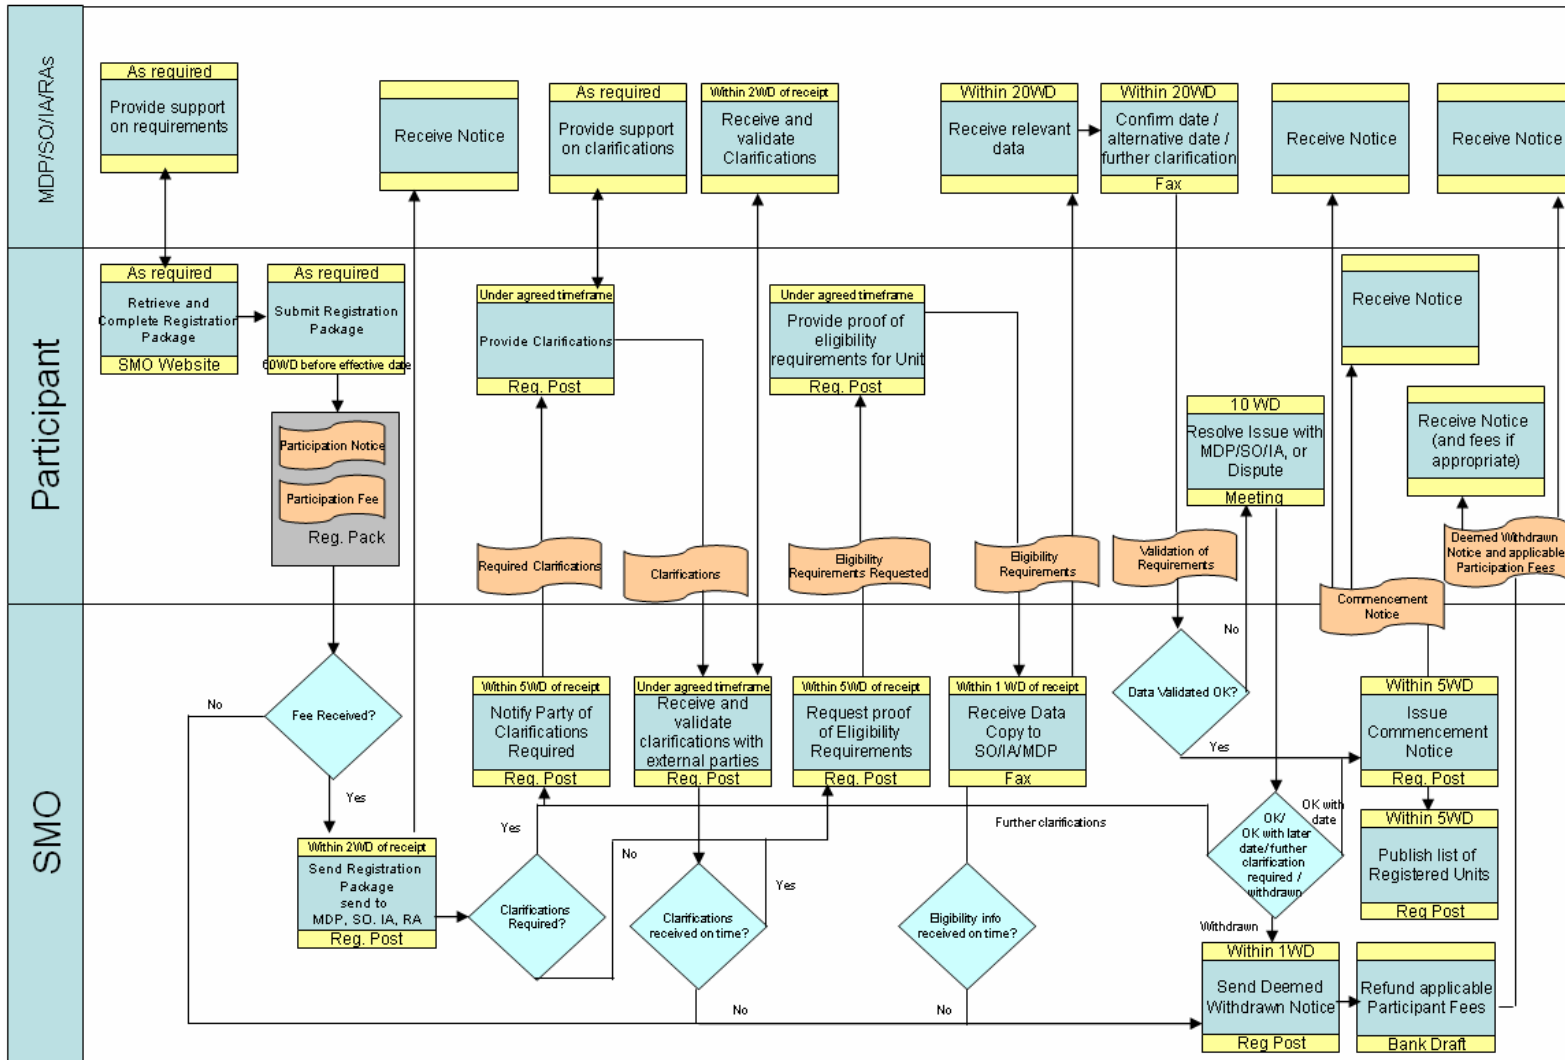 MDP/SO/IA/RAs
As required
Provide support
on requirements
Receive Notice
As required
Provide support
on clarifications
Within 2WD of receipt
Receive and
validate
Clarifications
Within 20WD
Receive relevant
data
Within 20WD
Confirm date /
alternative date /
further clarification
Fax
Receive Notice
Receive Notice
Participant
As required
Retrieve and
Complete Registration
Package
SMO Website
As required
Submit Registration
Package
60WD before effective date
Participation Notice
Participation Fee
Reg. Pack
Under agreed timeframe
Provide Clarifications
Reg. Post
Required Clarifications
Clarifications
Under agreed timeframe
Provide proof of
eligibility
requirements for Unit
Reg. Post
Eligibility
Requirements Requested
Eligibility
Requirements
Validation of
Requirements
10 WD
Resolve Issue with
MDP/SO/IA, or
Dispute
Meeting
Receive Notice
Receive Notice
(and fees if
appropriate)
Deemed Withdrawn
Notice and applicable
Participation Fees
Commencement
Notice
SMO
No
Fee Received?
Yes
Within 2WD of receipt
Send Registration
Package
send to
MDP, SO. IA, RA
Reg. Post
Within 5WD of receipt
Notify Party of
Clarifications
Required
Reg. Post
Yes
Clarifications
Required?
No
Under agreed timeframe
Receive and
validate
clarifications with
external parties
Reg. Post
Clarifications
received on time?
Yes
No
Within 5WD of receipt
Request proof
of Eligibility
Requirements
Reg. Post
Within 1 WD of receipt
Receive Data
Copy to
SO/IA/MDP
Fax
Eligibility info
received on time?
No
Further clarifications
Data Validated OK?
No
Yes
OK/
OK with later
date/further
clarification
required /
withdrawn
OK with
date
Withdrawn
Within 5WD
Issue
Commencement
Notice
Reg. Post
Within 5WD
Publish list of
Registered Units
Reg Post
Within 1WD
Send Deemed
Withdrawn Notice
Reg Post
Refund applicable
Participant Fees
Bank Draft